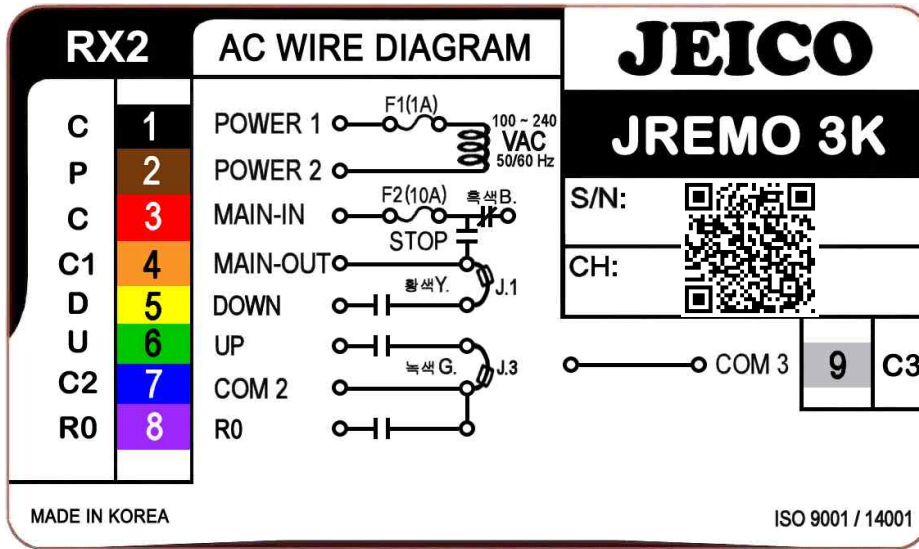 RX2
AC WIRE DIAGRAM
JEICO
JREMO 3K
S/N:
CH:
C 1 POWER 1 F1(1A) 100 ~ 240
VAC
50/60 Hz
P 2 POWER 2
C 3 MAIN-IN F2(10A) 흑색B.
STOP
C1 4 MAIN-OUT
황색Y. J.1
D 5 DOWN
U 6 UP
녹색G. J.3
C2 7 COM 2
R0 8 R0
COM 3 9 C3
MADE IN KOREA
ISO 9001 / 14001